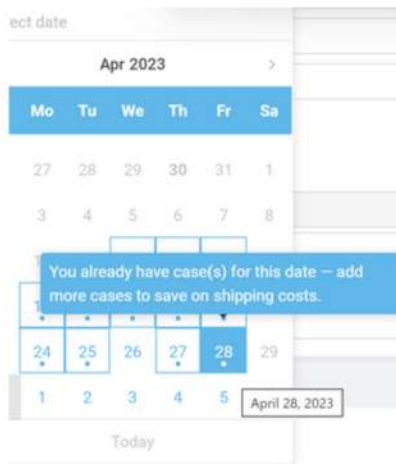 ect date
Apr 2023 >
Mo Tu We Th Fr Sa
27 28 29 30 31 1
3 4 5 6 7 8
You already have case(s) for this date — add
more cases to save on shipping costs.
24 25 26 27 28 29
1 2 3 4 5
April 28, 2023
Today